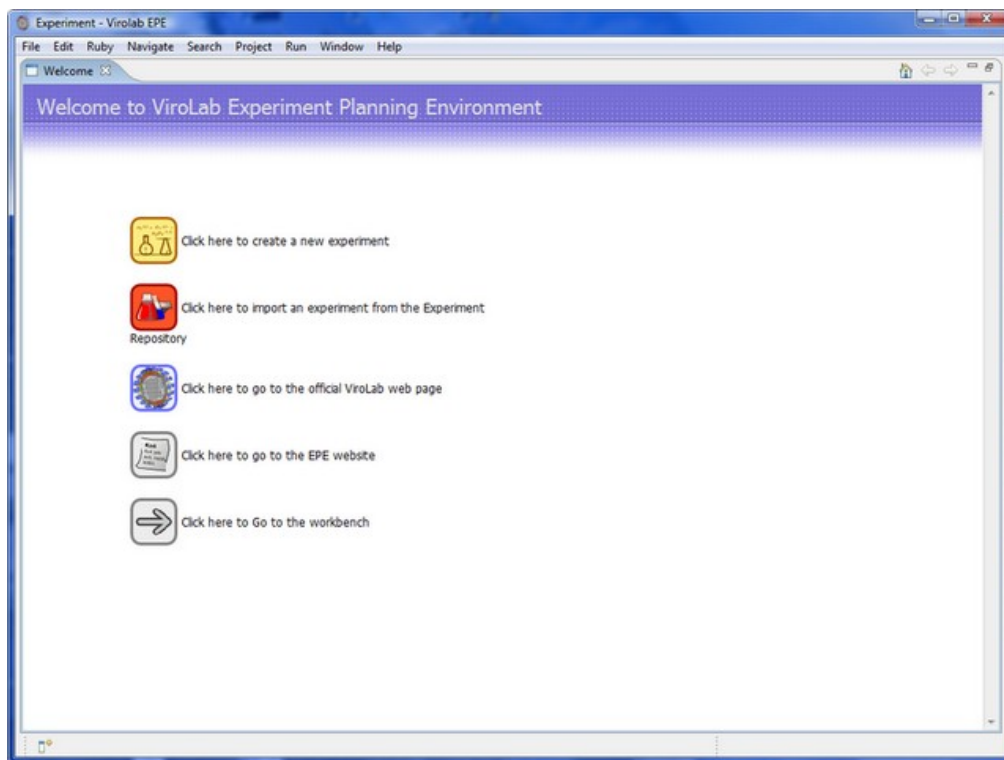 Experiment - Virolab EPE
File Edit Ruby Navigate Search Project Run Window Help
Welcome
Welcome to ViroLab Experiment Planning Environment
Click here to create a new experiment
Click here to import an experiment from the Experiment
Repository
Click here to go to the official ViroLab web page
Click here to go to the EPE website
Click here to Go to the workbench